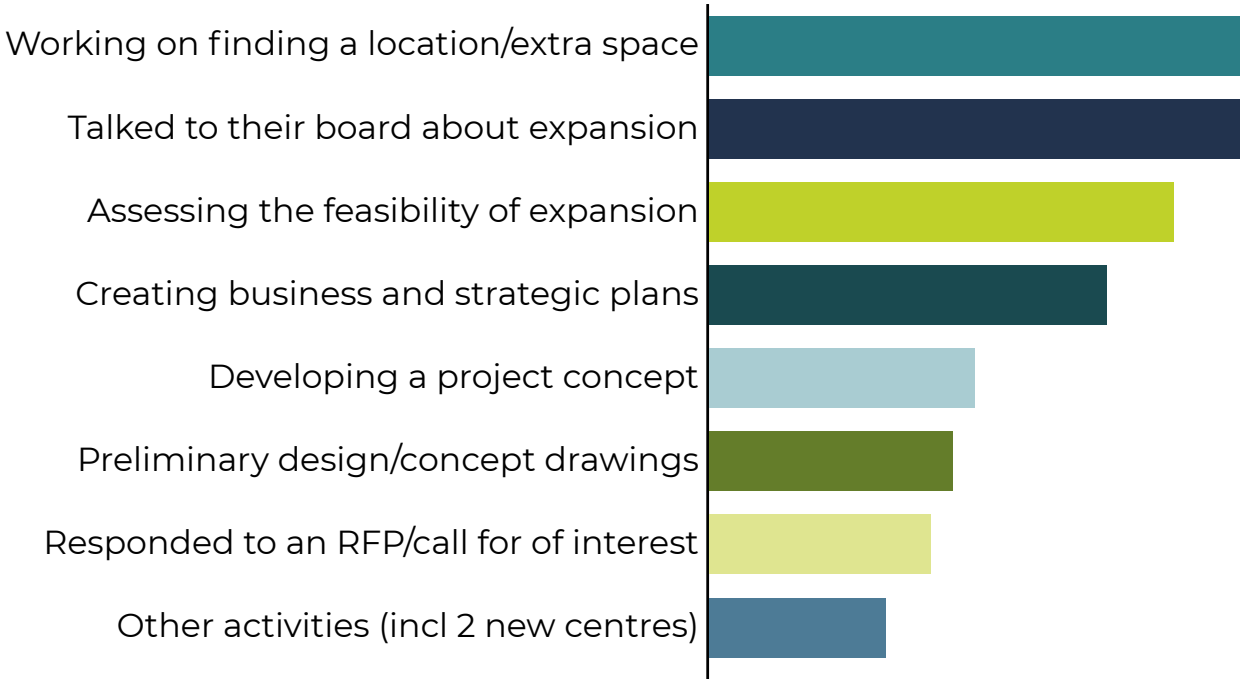 Working on finding a location/extra space
Talked to their board about expansion
Assessing the feasibility of expansion
Creating business and strategic plans
Developing a project concept
Preliminary design/concept drawings
Responded to an RFP/call for of interest
Other activities (incl 2 new centres)